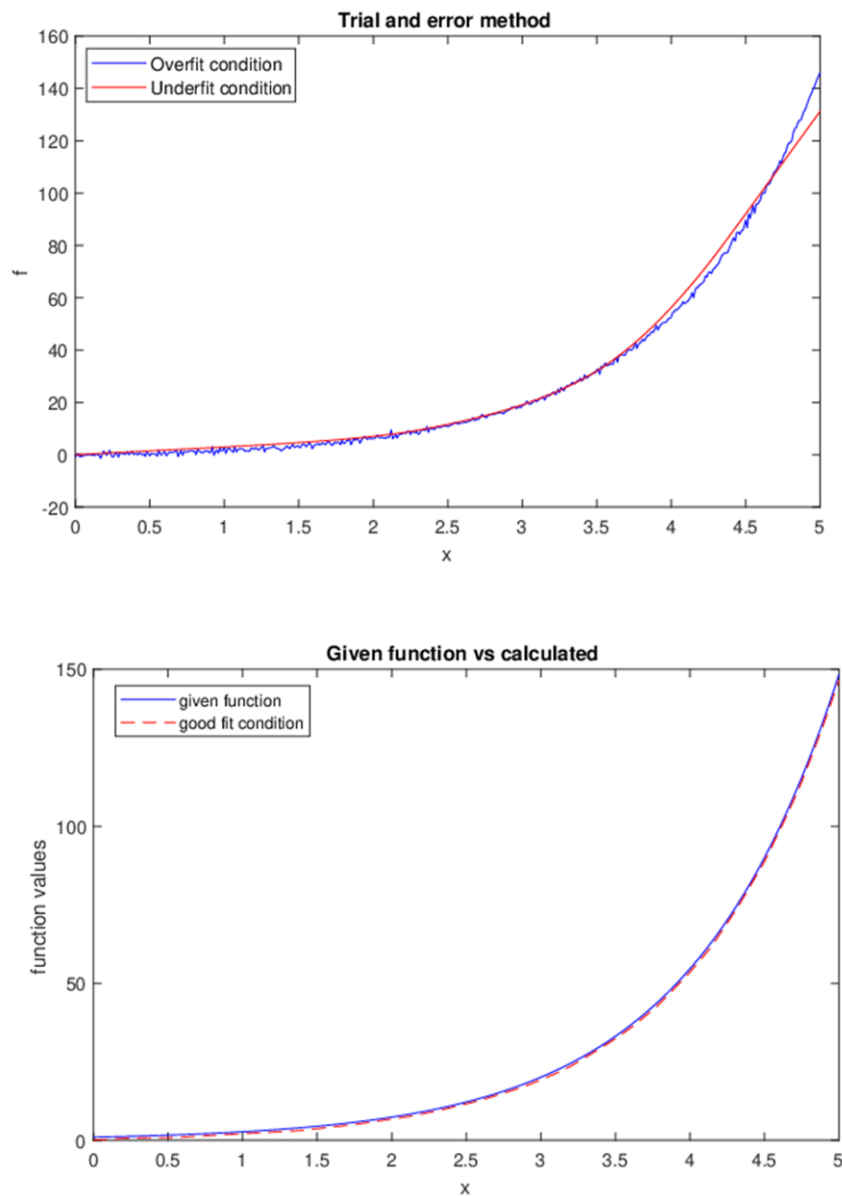 Trial and error method
160
140
120
100
80
60
40
20
0
-20
f
Overfit condition
Underfit condition
0 0.5 1 1.5 2 2.5 3 3.5 4 4.5 5
x
Given function vs calculated
150
100
50
0
function values
given function
good fit condition
0 0.5 1 1.5 2 2.5 3 3.5 4 4.5 5
x